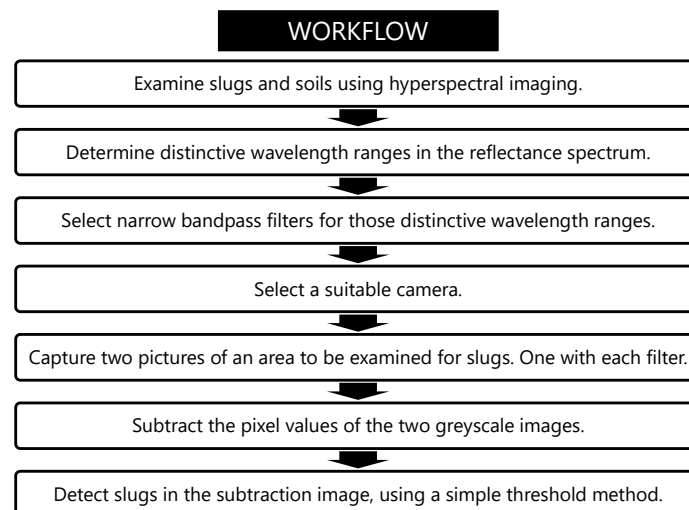 WORKFLOW
Examine slugs and soils using hyperspectral imaging.
Determine distinctive wavelength ranges in the reflectance spectrum.
Select narrow bandpass filters for those distinctive wavelength ranges.
Select a suitable camera.
Capture two pictures of an area to be examined for slugs. One with each filter.
Subtract the pixel values of the two greyscale images.
Detect slugs in the subtraction image, using a simple threshold method.